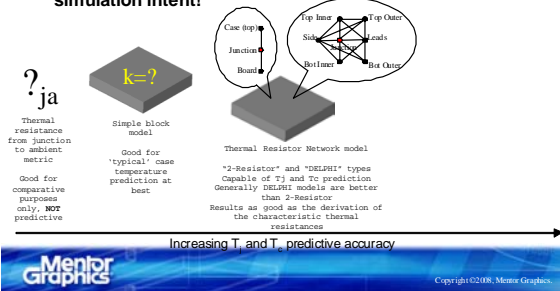 simulation intent!
Case (top)
Junction
Board
Top Inner
Top Outer
Side
Junction
Leads
Bot Inner
Bot Outer
?ja
k=?
Thermal
resistance
from junction
to ambient
metric
Good for
comparative
purposes
only, NOT
predictive
Simple block
model
Good for
'typical' case
temperature
prediction at
best
Thermal Resistor Network model
"2-Resistor" and "DELPHI" types
Capable of Tj and Tc prediction
Generally DELPHI models are better
than 2-Resistor
Results as good as the derivation of
the characteristic thermal
resistances
Increasing Tj and Tc predictive accuracy
Mentor
Graphics
Copyright ©2008, Mentor Graphics.